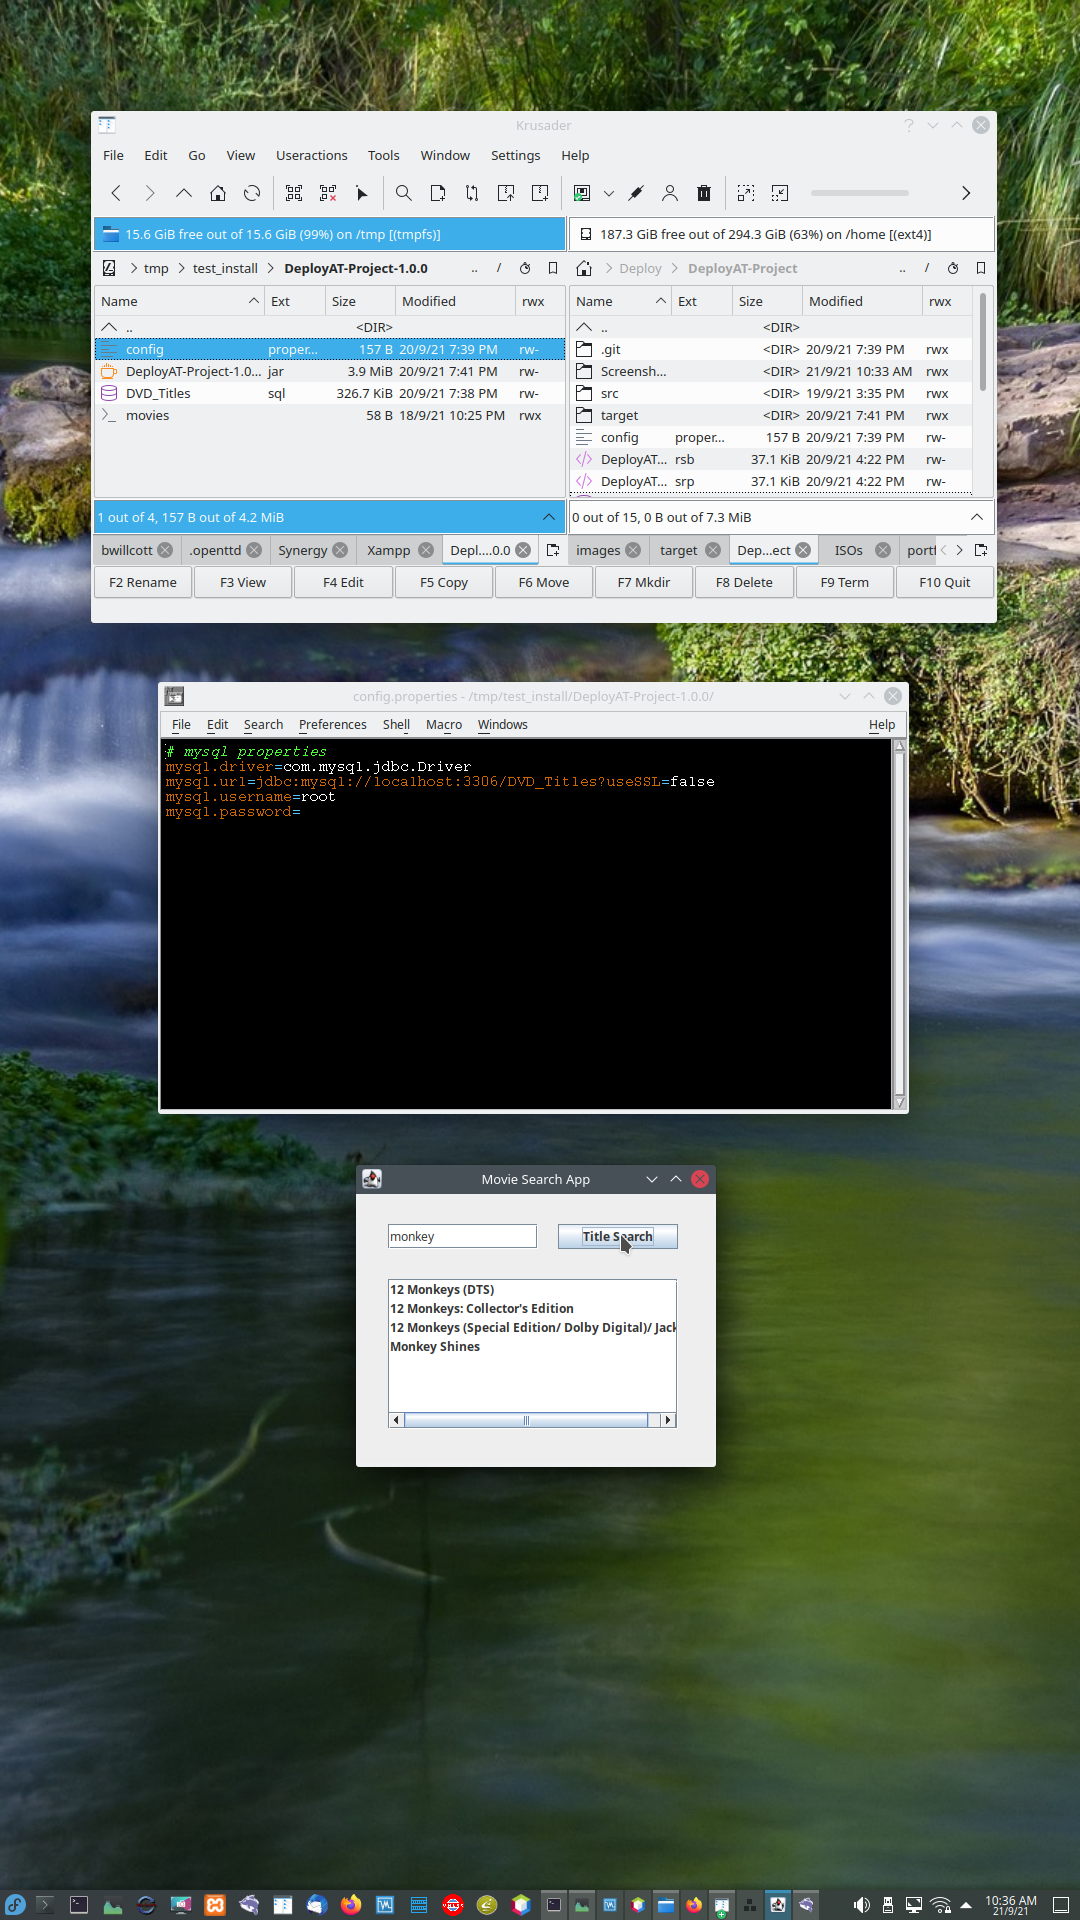 Krusader
File Edit Go View Useractions Tools Window Settings Help
15.6 GiB free out of 15.6 GiB (99%) on /tmp [(tmpfs)]
187.3 GiB free out of 294.3 GiB (63%) on /home [(ext4)]
tmp test_install DeployAT-Project-1.0.0 .. /
Deploy DeployAT-Project .. /
Name Ext Size Modified rwx
.. <DIR>
config proper... 157 B 20/9/21 7:39 PM rw-
DeployAT-Project-1.0... jar 3.9 MiB 20/9/21 7:41 PM rw-
DVD_Titles sql 326.7 KiB 20/9/21 7:38 PM rw-
movies 58 B 18/9/21 10:25 PM rwx
Name Ext Size Modified rwx
.. <DIR>
.git <DIR> 20/9/21 7:39 PM rwx
Screensh... <DIR> 21/9/21 10:33 AM rwx
src <DIR> 19/9/21 3:35 PM rwx
target <DIR> 20/9/21 7:41 PM rwx
config proper... 157 B 20/9/21 7:39 PM rw-
DeployAT... rsb 37.1 KiB 20/9/21 4:22 PM rw-
DeployAT... srp 37.1 KiB 20/9/21 4:22 PM rw-
1 out of 4, 157 B out of 4.2 MiB
0 out of 15, 0 B out of 7.3 MiB
bwillcott .openttd Synergy Xampp Depl....0.0
images target Dep...ect ISOs portf
F2 Rename F3 View F4 Edit F5 Copy F6 Move F7 Mkdir F8 Delete F9 Term F10 Quit
config.properties - /tmp/test_install/DeployAT-Project-1.0.0/
File Edit Search Preferences Shell Macro Windows Help
# mysql properties
mysql.driver=com.mysql.jdbc.Driver
mysql.url=jdbc:mysql://localhost:3306/DVD_Titles?useSSL=false
mysql.username=root
mysql.password=
Movie Search App
monkey Title Search
12 Monkeys (DTS)
12 Monkeys: Collector's Edition
12 Monkeys (Special Edition/ Dolby Digital)/ Jack
Monkey Shines
10:36 AM
21/9/21